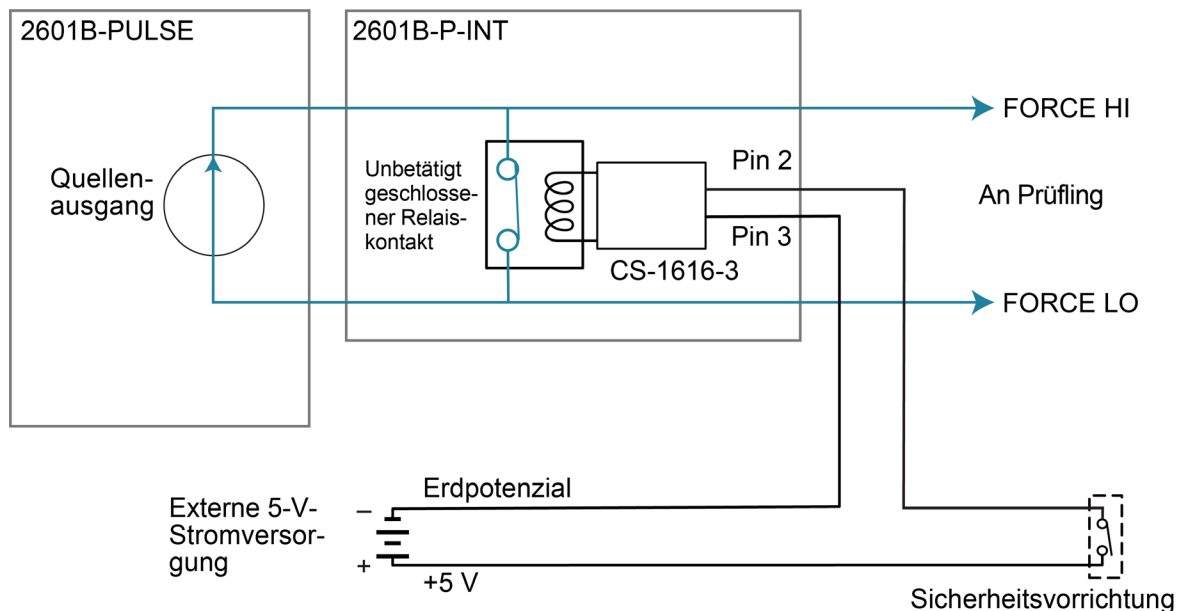 2601B-PULSE
2601B-P-INT
FORCE HI
Quellen-
ausgang
Unbetätigt
geschlosse-
ner Relais-
kontakt
Pin 2
An Prüfling
Pin 3
CS-1616-3
FORCE LO
Externe 5-V-
Stromversor-
gung
–
Erdpotenzial
+
+5 V
Sicherheitsvorrichtung